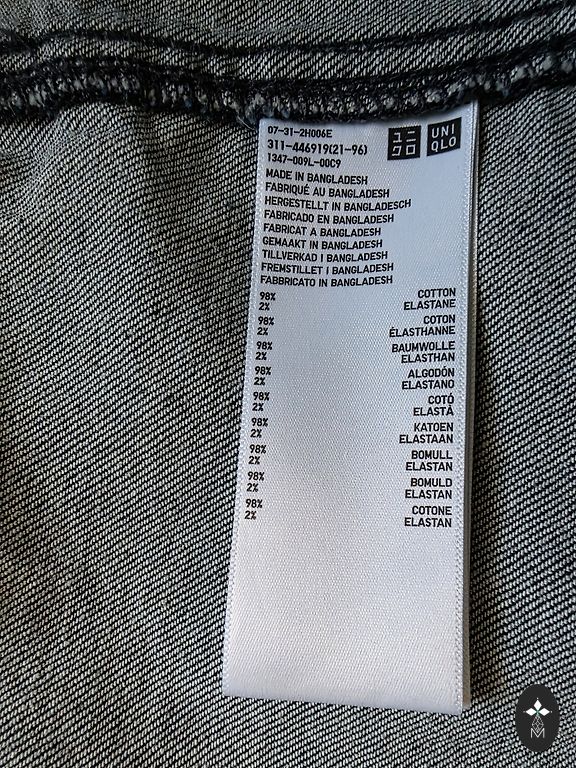 07-31-2H006E
311-446919(21-96)
1347-009L-00C9
ユニ
クロ
UNI
QLO
MADE IN BANGLADESH
FABRIQUÉ AU BANGLADESH
HERGESTELLT IN BANGLADESCH
FABRICADO EN BANGLADESH
FABRICAT A BANGLADESH
GEMAAKT IN BANGLADESH
TILLVERKAD I BANGLADESH
FREMSTILLET I BANGLADESH
FABBRICATO IN BANGLADESH
98% COTTON
2% ELASTANE
98% COTON
2% ÉLASTHANNE
98% BAUMWOLLE
2% ELASTHAN
98% ALGODÓN
2% ELASTANO
98% COTÓ
2% ELASTÀ
98% KATOEN
2% ELASTAAN
98% BOMULL
2% ELASTAN
98% BOMULD
2% ELASTAN
98% COTONE
2% ELASTAN
M